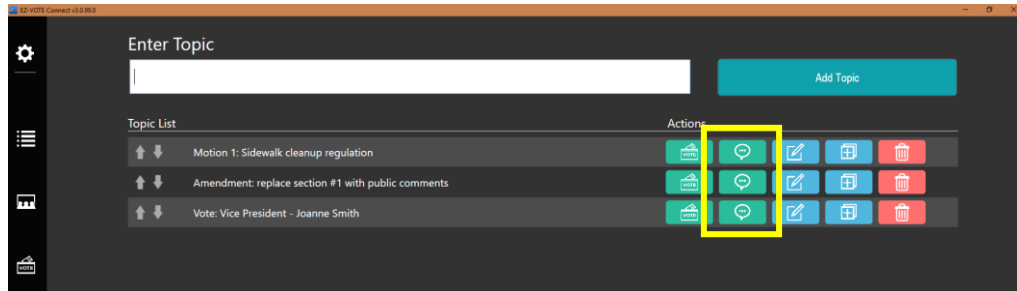 EZ-VOTE Connect v3.0.99.0
Enter Topic
Add Topic
Topic List Actions
Motion 1: Sidewalk cleanup regulation VOTE
Amendment: replace section #1 with public comments VOTE
Vote: Vice President - Joanne Smith VOTE
VOTE